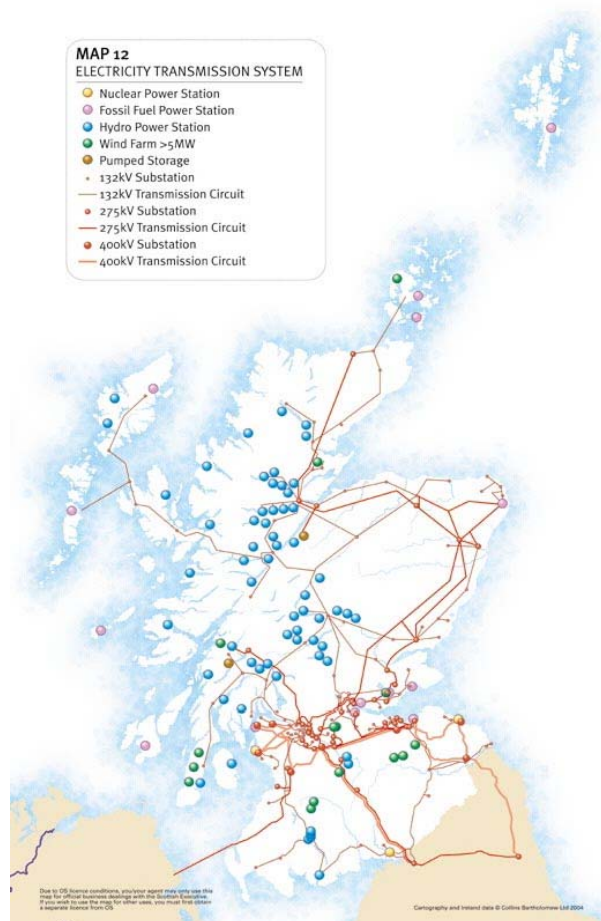 MAP 12
ELECTRICITY TRANSMISSION SYSTEM
Nuclear Power Station
Fossil Fuel Power Station
Hydro Power Station
Wind Farm >5MW
Pumped Storage
132kV Substation
132kV Transmission Circuit
275kV Substation
275kV Transmission Circuit
400kV Substation
400kV Transmission Circuit
Due to OS licence conditions, you/your agent may only use this
map for official business dealings with the Scottish Executive.
If you wish to use the map for other uses, you must first obtain
a separate licence from OS
Cartography and Ireland data © Collins Bartholomew Ltd 2004